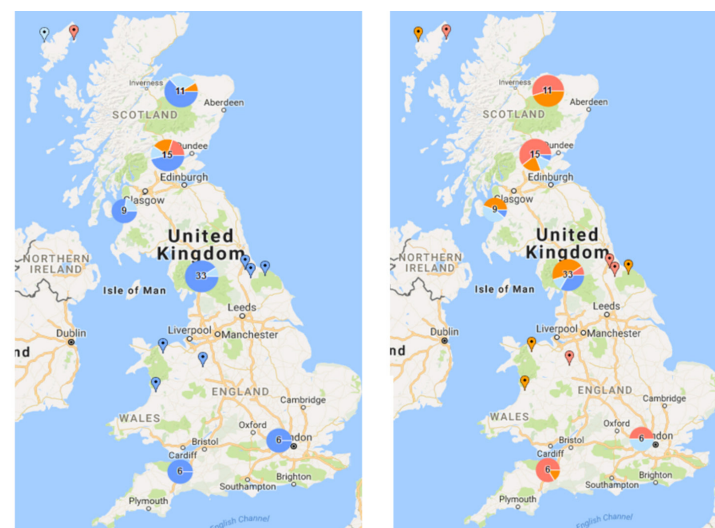 Inverness
11
Aberdeen
SCOTLAND
15
Dundee
Edinburgh
Glasgow
9
United
Kingdom
NORTHERN
IRELAND
33
Isle of Man
Leeds
Dublin
Liverpool
Manchester
nd
ENGLAND
WALES
Cambridge
Oxford
6
don
Bristol
Cardiff
6
Southampton
Brighton
Plymouth
English Channel
Inverness
11
Aberdeen
SCOTLAND
15
Dundee
Edinburgh
Glasgow
9
United
Kingdom
NORTHERN
IRELAND
33
Isle of Man
Leeds
Dublin
Liverpool
Manchester
nd
ENGLAND
WALES
Cambridge
Oxford
6
don
Bristol
Cardiff
6
Southampton
Brighton
Plymouth
English Channel